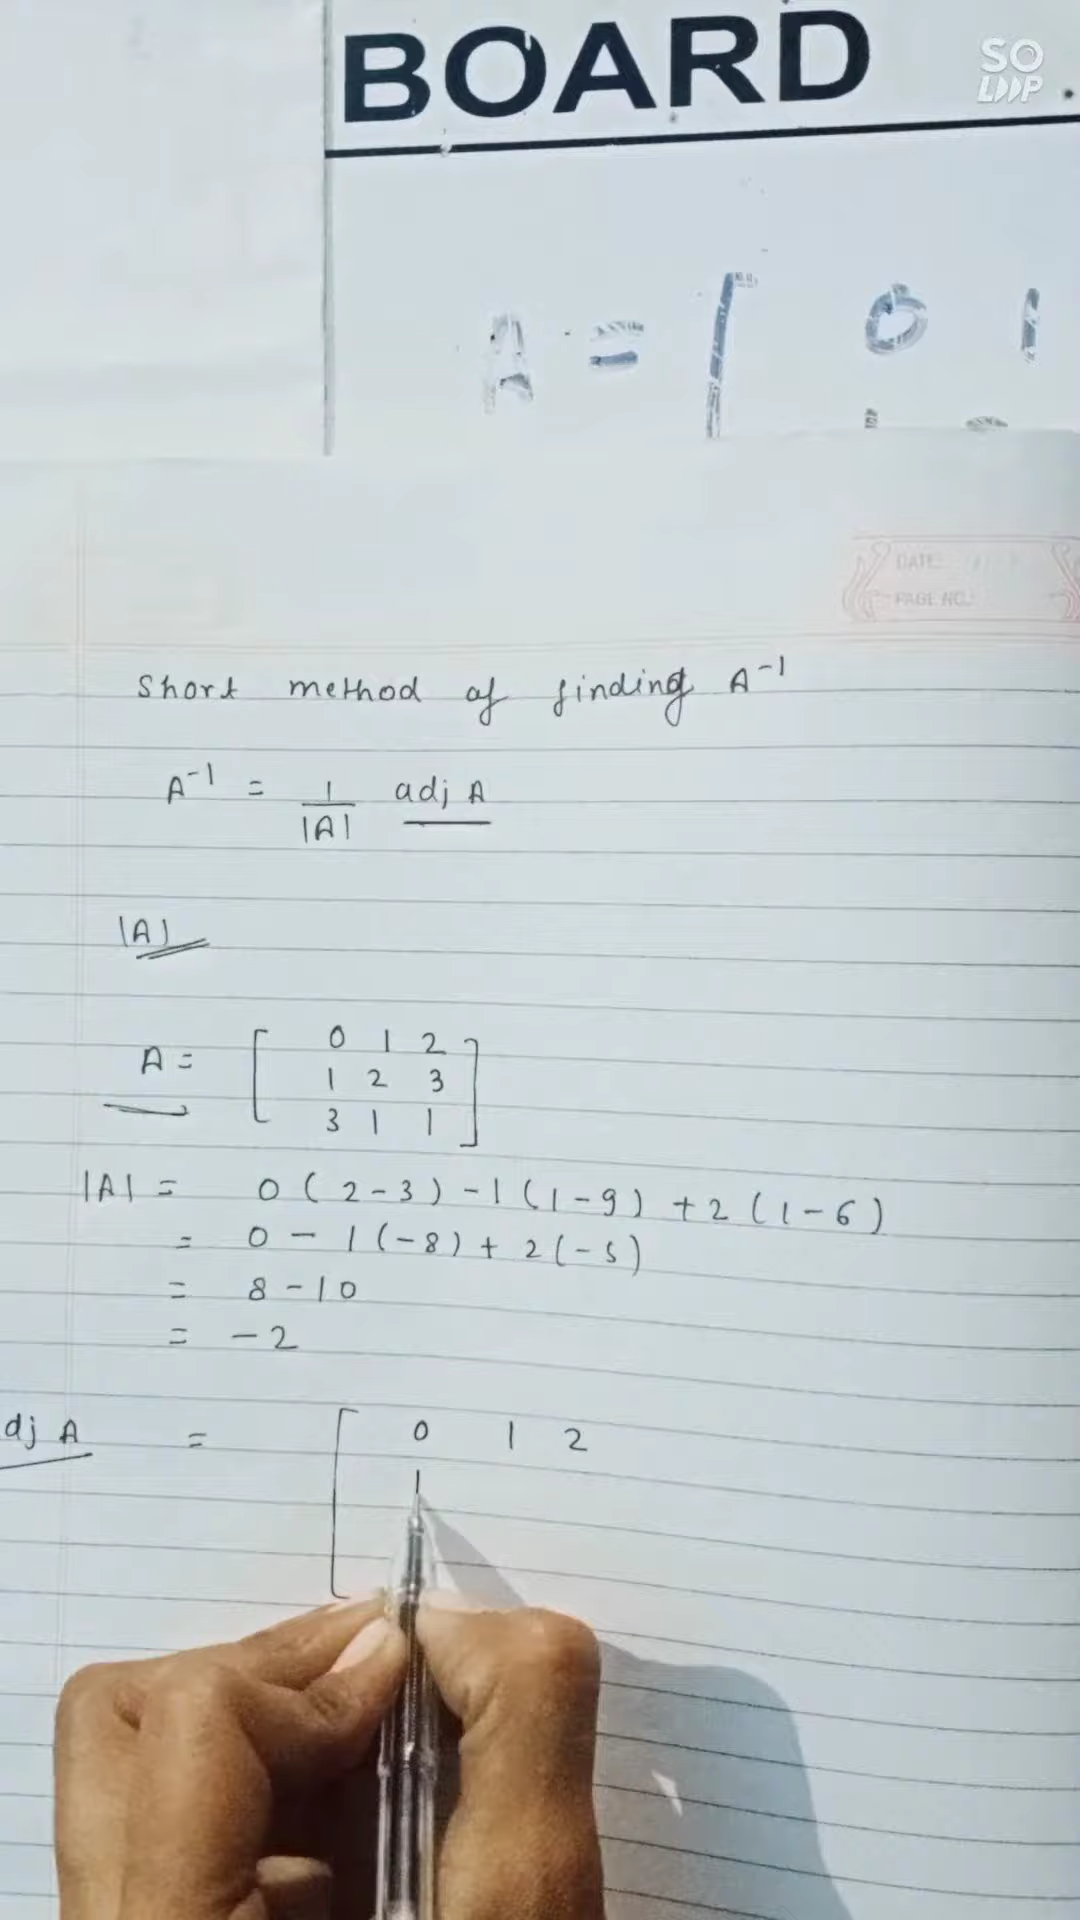 BOARD
SO
LOOP
A = [ 0 1
DATE:
PAGE NO.:
Short method of finding A⁻¹
A⁻¹ = 1/|A| adj A
|A|
A = [ 0 1 2
1 2 3
3 1 1 ]
|A| = 0 ( 2 - 3 ) - 1 ( 1 - 9 ) + 2 ( 1 - 6 )
= 0 - 1 ( - 8 ) + 2 ( - 5 )
= 8 - 10
= - 2
dj A = [ 0 1 2
1